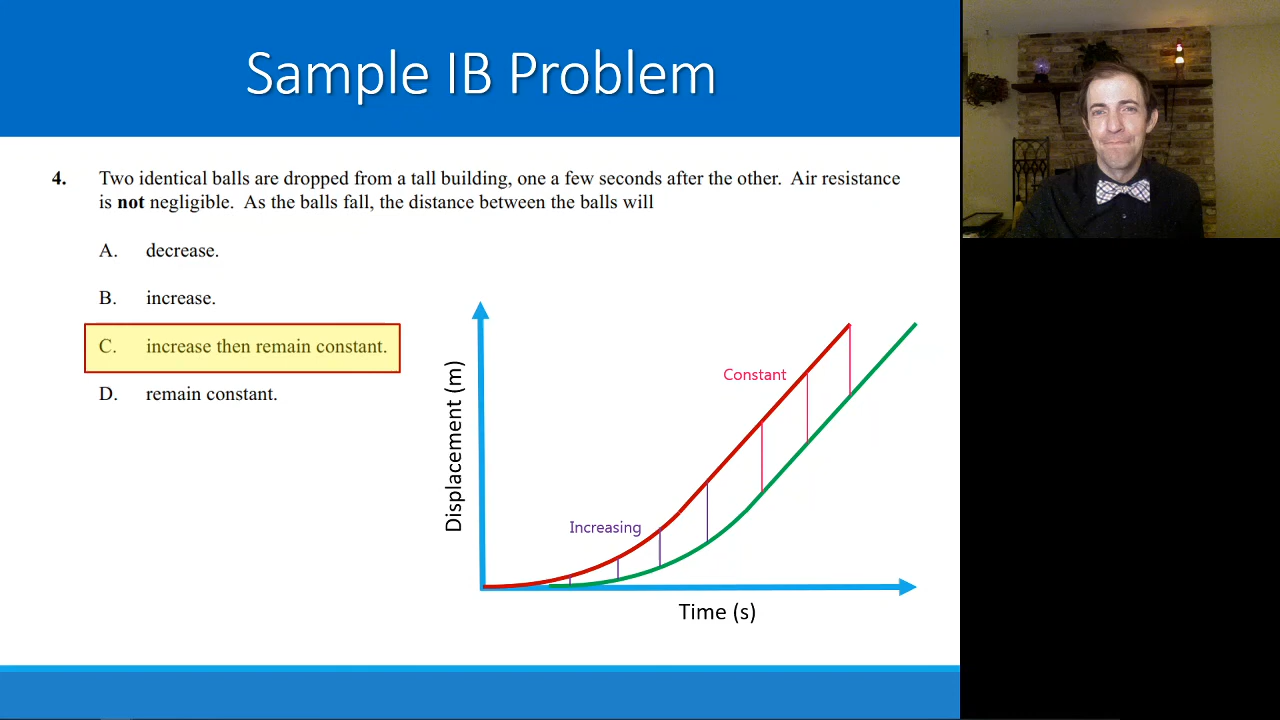 Sample IB Problem
4. Two identical balls are dropped from a tall building, one a few seconds after the other. Air resistance
is not negligible. As the balls fall, the distance between the balls will
A. decrease.
B. increase.
C. increase then remain constant.
D. remain constant.
Displacement (m)
Constant
Increasing
Time (s)